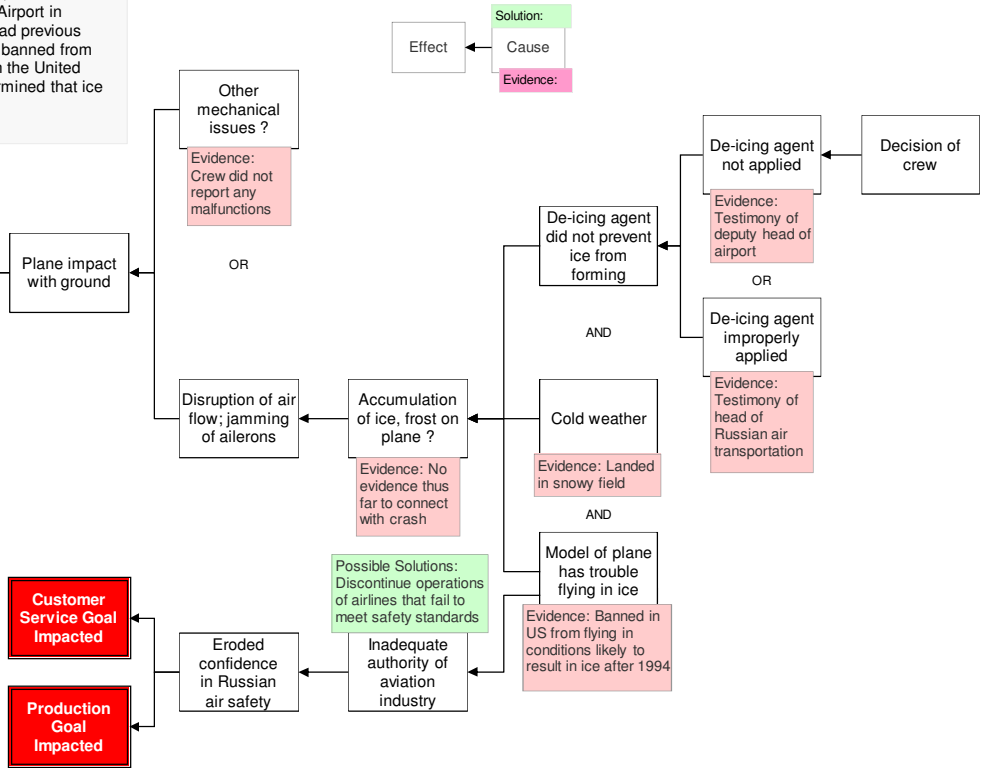 Airport in
ad previous
banned from
n the United
rmined that ice
Solution:
Effect
Cause
Evidence:
Other
mechanical
issues ?
Evidence:
Crew did not
report any
malfunctions
De-icing agent
not applied
Decision of
crew
Evidence:
Testimony of
deputy head of
airport
De-icing agent
did not prevent
ice from
forming
Plane impact
with ground
OR
OR
De-icing agent
improperly
applied
AND
Evidence:
Testimony of
head of
Russian air
transportation
Disruption of air
flow; jamming
of ailerons
Accumulation
of ice, frost on
plane ?
Cold weather
Evidence: No
evidence thus
far to connect
with crash
Evidence: Landed
in snowy field
AND
Model of plane
has trouble
flying in ice
Possible Solutions:
Discontinue operations
of airlines that fail to
meet safety standards
Evidence: Banned in
US from flying in
conditions likely to
result in ice after 1994
Customer
Service Goal
Impacted
Eroded
confidence
in Russian
air safety
Inadequate
authority of
aviation
industry
Production
Goal
Impacted